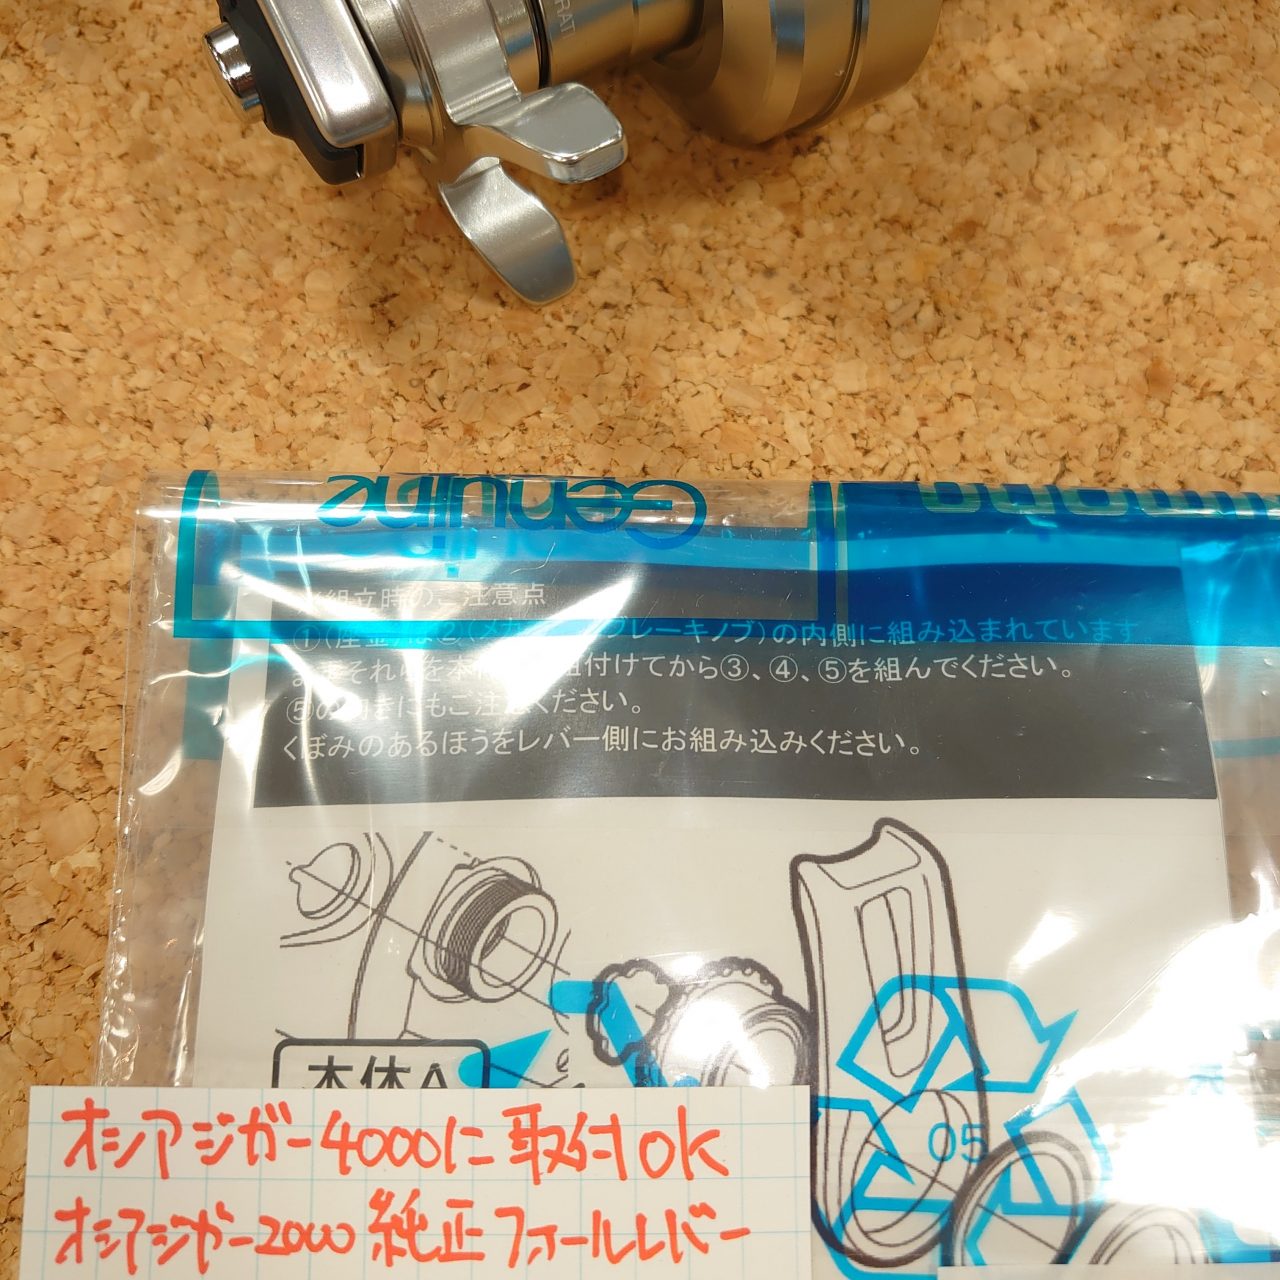 RAT
Genuine
※組立時のご注意点
①(座金)は②(メカニカルブレーキノブ)の内側に組み込まれています
まずそれらを本体に組付けてから③、④、⑤を組んでください。
⑤の向きにもご注意ください。
くぼみのあるほうをレバー側にお組み込みください。
本体A
05
オシアジガー4000に取付OK
オシアジガー2000純正フォールレバー